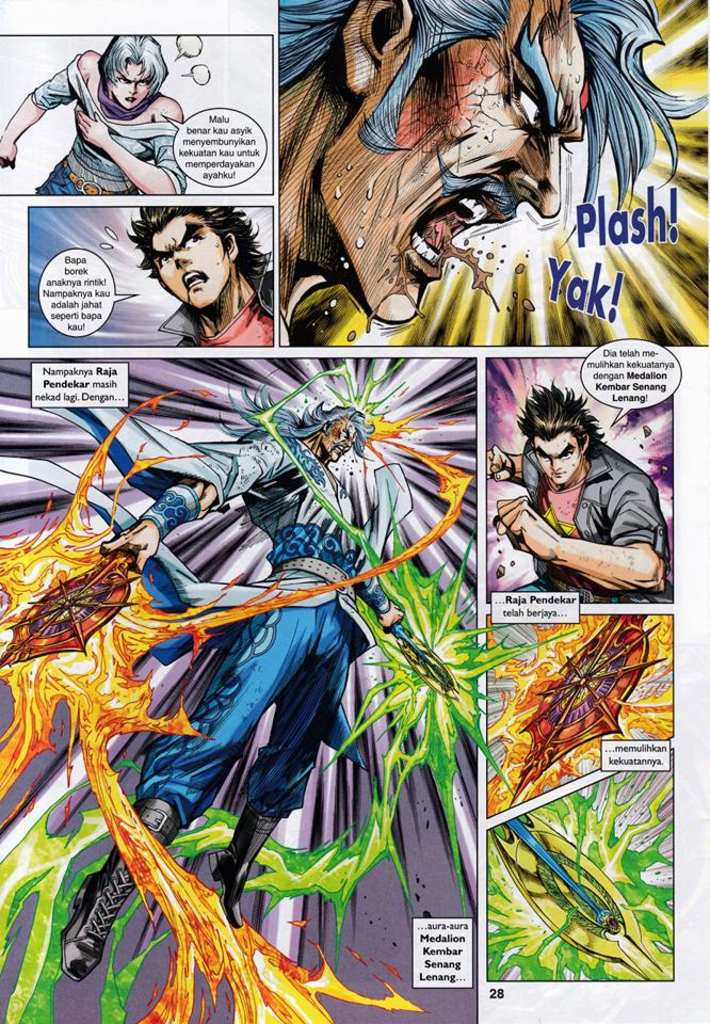 Malu
benar kau asyik
menyembunyikan
kekuatan kau untuk
memperdayakan
ayahku!
Plash!
Yak!
Bapa
borek
anaknya rintik!
Nampaknya kau
adalah jahat
seperti bapa
kau!
Nampaknya Raja
Pendekar masih
nekad lagi. Dengan…
…aura-aura
Medalion
Kembar
Senang
Lenang…
Dia telah me-
mulihkan kekuatanya
dengan Medalion
Kembar Senang
Lenang!
…Raja Pendekar
telah berjaya…
…memulihkan
kekuatannya.
28